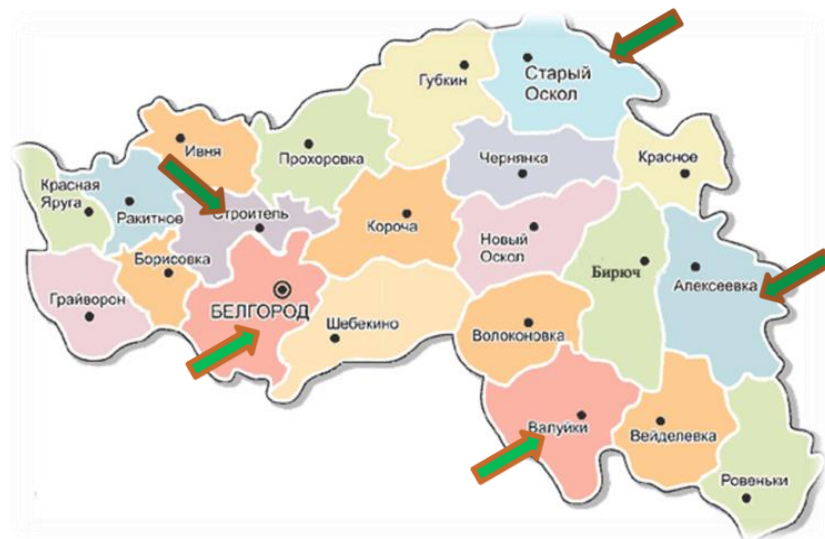 Губкин
Старый
Оскол
Ивня
Прохоровка
Чернянка
Красное
Красная
Яруга
Ракитное
Строитель
Короча
Новый
Оскол
Бирюч
Алексеевка
Борисовка
Грайворон
БЕЛГОРОД
Шебекино
Волоконовка
Валуйки
Вейделевка
Ровеньки